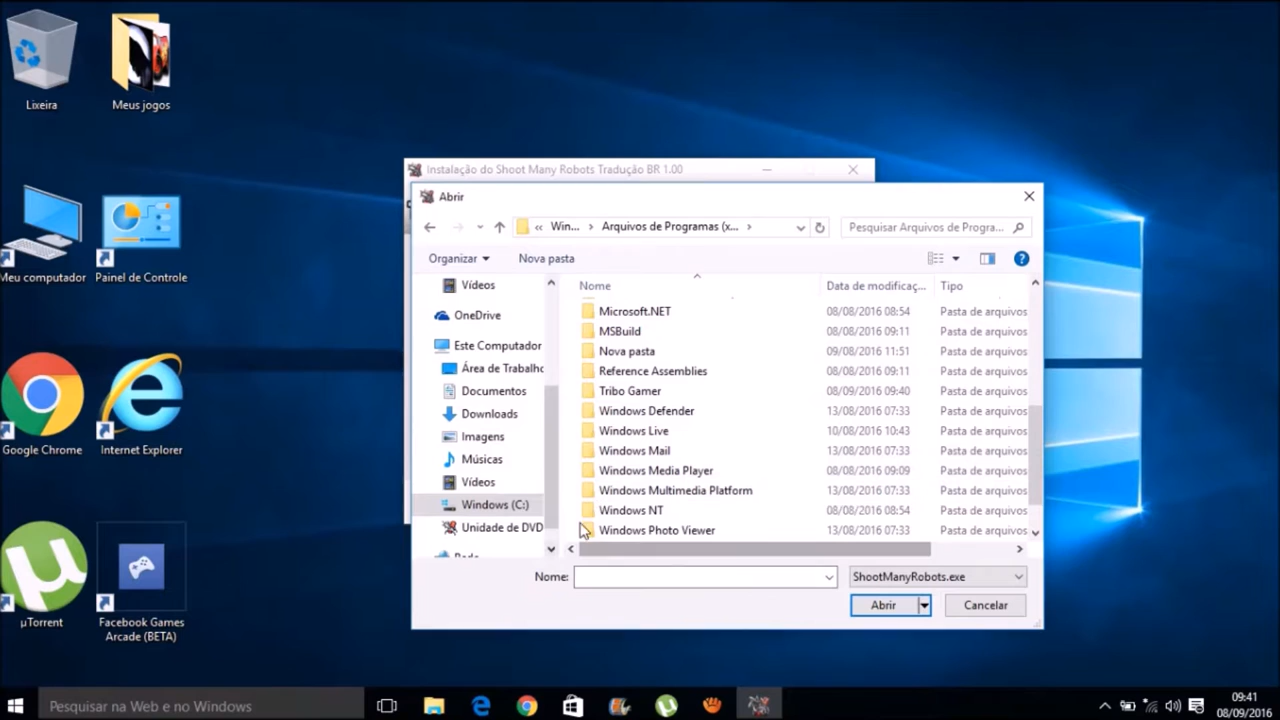 Lixeira
Meus jogos
Meu computador
Painel de Controle
Google Chrome
Internet Explorer
µTorrent
Facebook Games
Arcade (BETA)
Instalação do Shoot Many Robots Tradução BR 1.00
Abrir
« Win... › Arquivos de Programas (x... ›
Pesquisar Arquivos de Progra...
Organizar
Nova pasta
Vídeos
OneDrive
Este Computador
Área de Trabalho
Documentos
Downloads
Imagens
Músicas
Vídeos
Windows (C:)
Unidade de DVD
Nome Data de modificaç... Tipo
Microsoft.NET 08/08/2016 08:54 Pasta de arquivos
MSBuild 08/08/2016 09:11 Pasta de arquivos
Nova pasta 09/08/2016 11:51 Pasta de arquivos
Reference Assemblies 08/08/2016 09:11 Pasta de arquivos
Tribo Gamer 08/09/2016 09:40 Pasta de arquivos
Windows Defender 13/08/2016 07:33 Pasta de arquivos
Windows Live 10/08/2016 10:43 Pasta de arquivos
Windows Mail 13/08/2016 07:33 Pasta de arquivos
Windows Media Player 08/08/2016 09:09 Pasta de arquivos
Windows Multimedia Platform 13/08/2016 07:33 Pasta de arquivos
Windows NT 08/08/2016 08:54 Pasta de arquivos
Windows Photo Viewer 13/08/2016 07:33 Pasta de arquivos
Nome:
ShootManyRobots.exe
Abrir
Cancelar
Pesquisar na Web e no Windows
09:41
08/09/2016